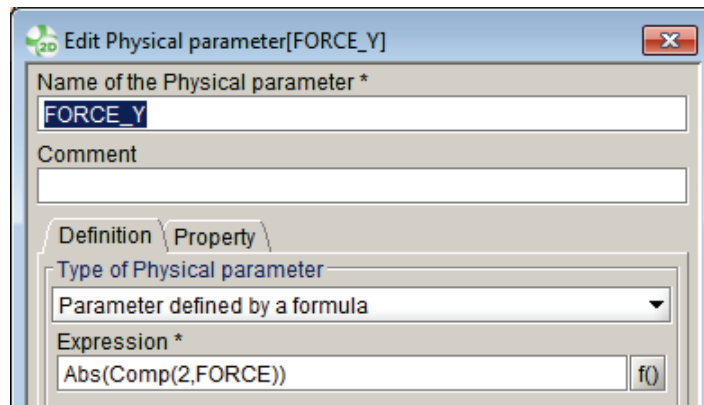 2D Edit Physical parameter[FORCE_Y]
Name of the Physical parameter *
FORCE_Y
Comment
Definition Property
Type of Physical parameter
Parameter defined by a formula
Expression *
Abs(Comp(2,FORCE)) f()